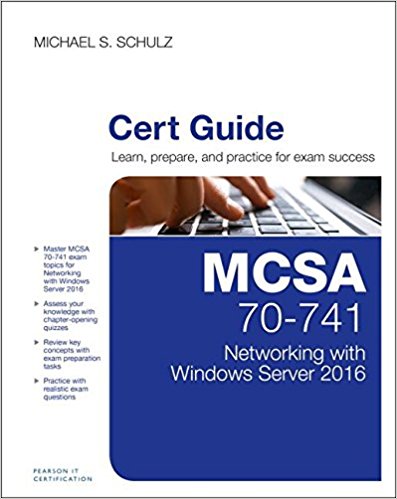 MICHAEL S. SCHULZ
Cert Guide
Learn, prepare, and practice for exam success
Master MCSA
70-741 exam
topics for
Networking
with Windows
Server 2016
Assess your
knowledge with
chapter-opening
quizzes
Review key
concepts with
exam preparation
tasks
Practice with
realistic exam
questions
MCSA
70-741
Networking with
Windows Server 2016
PEARSON IT
CERTIFICATION